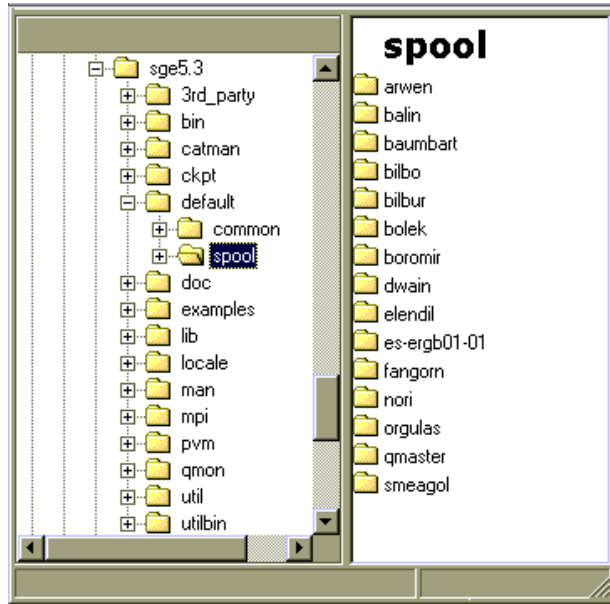 sge5.3
3rd_party
bin
catman
ckpt
default
common
spool
doc
examples
lib
locale
man
mpi
pvm
qmon
util
utilbin
spool
arwen
balin
baumbart
bilbo
bilbur
bolek
boromir
dwain
elendil
es-ergb01-01
fangorn
nori
orgulas
qmaster
smeagol